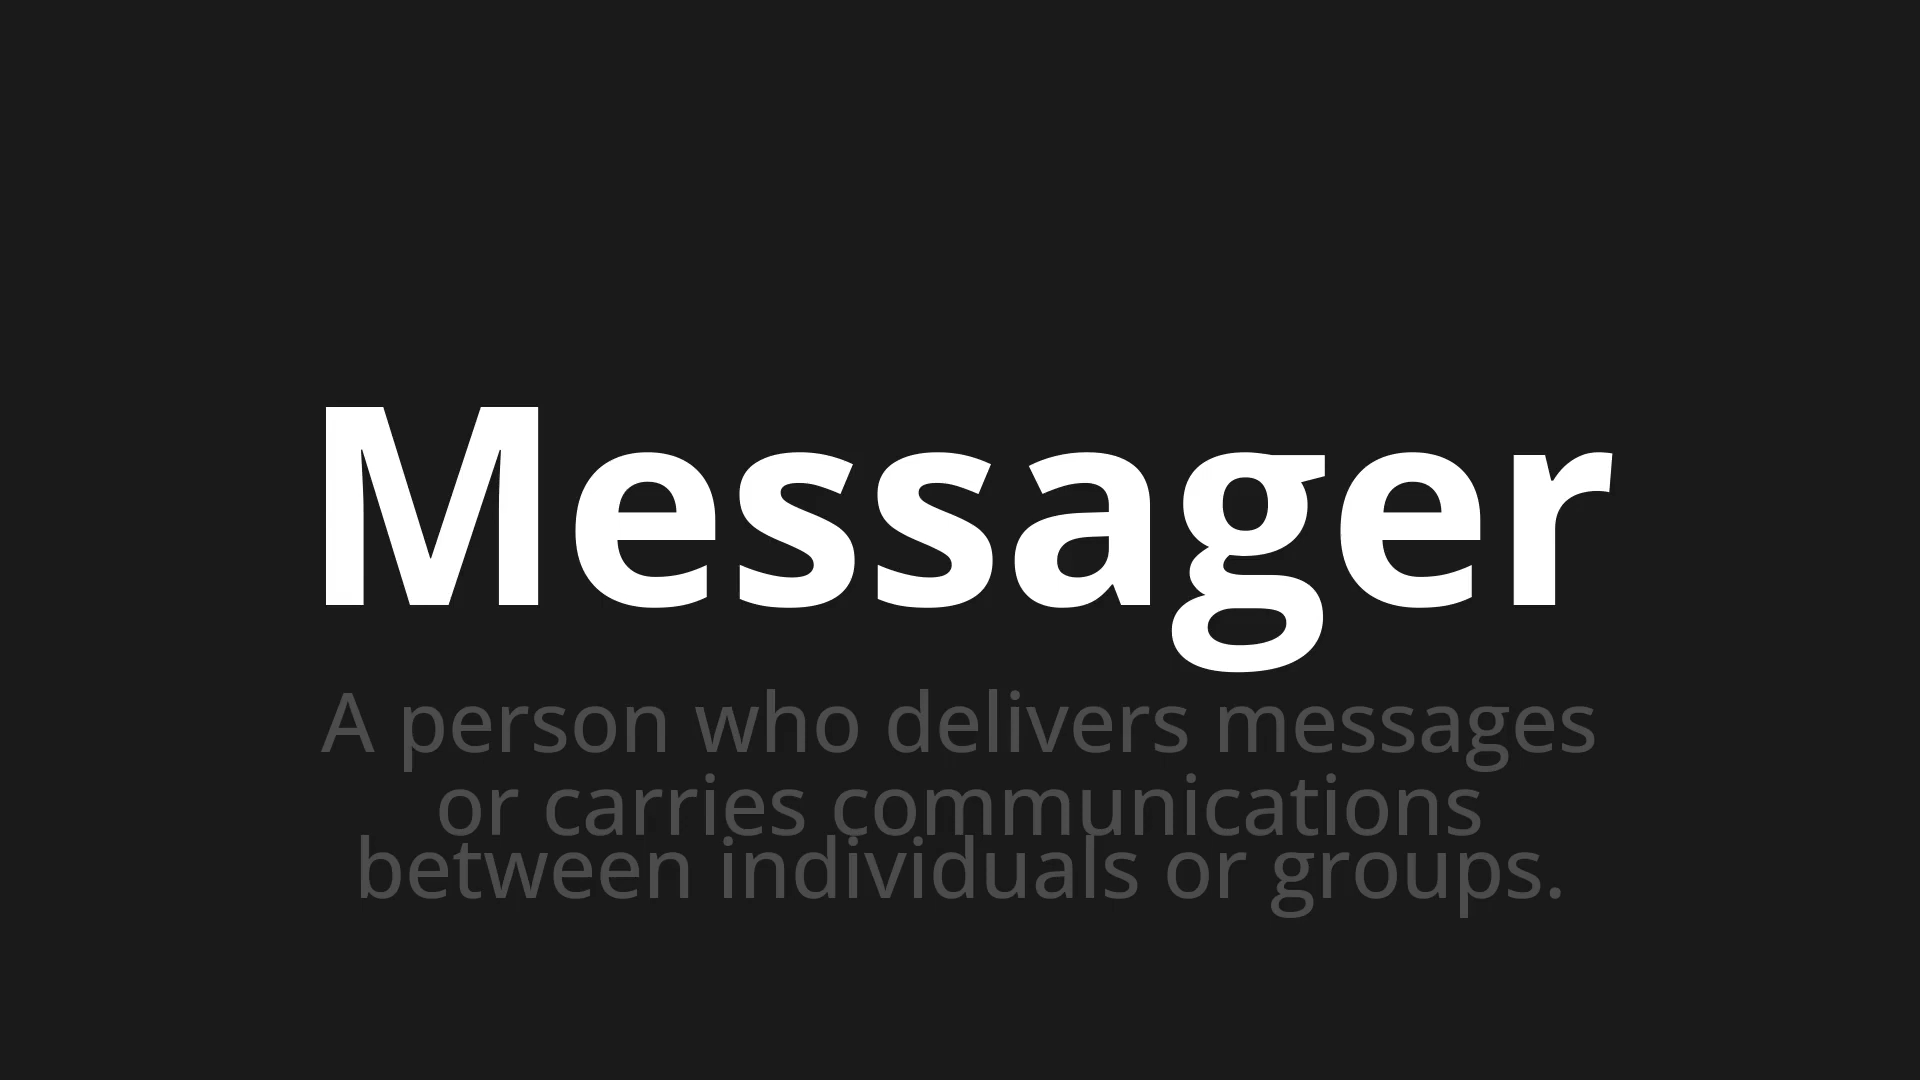 Messager
A person who delivers messages
or carries communications
between individuals or groups.